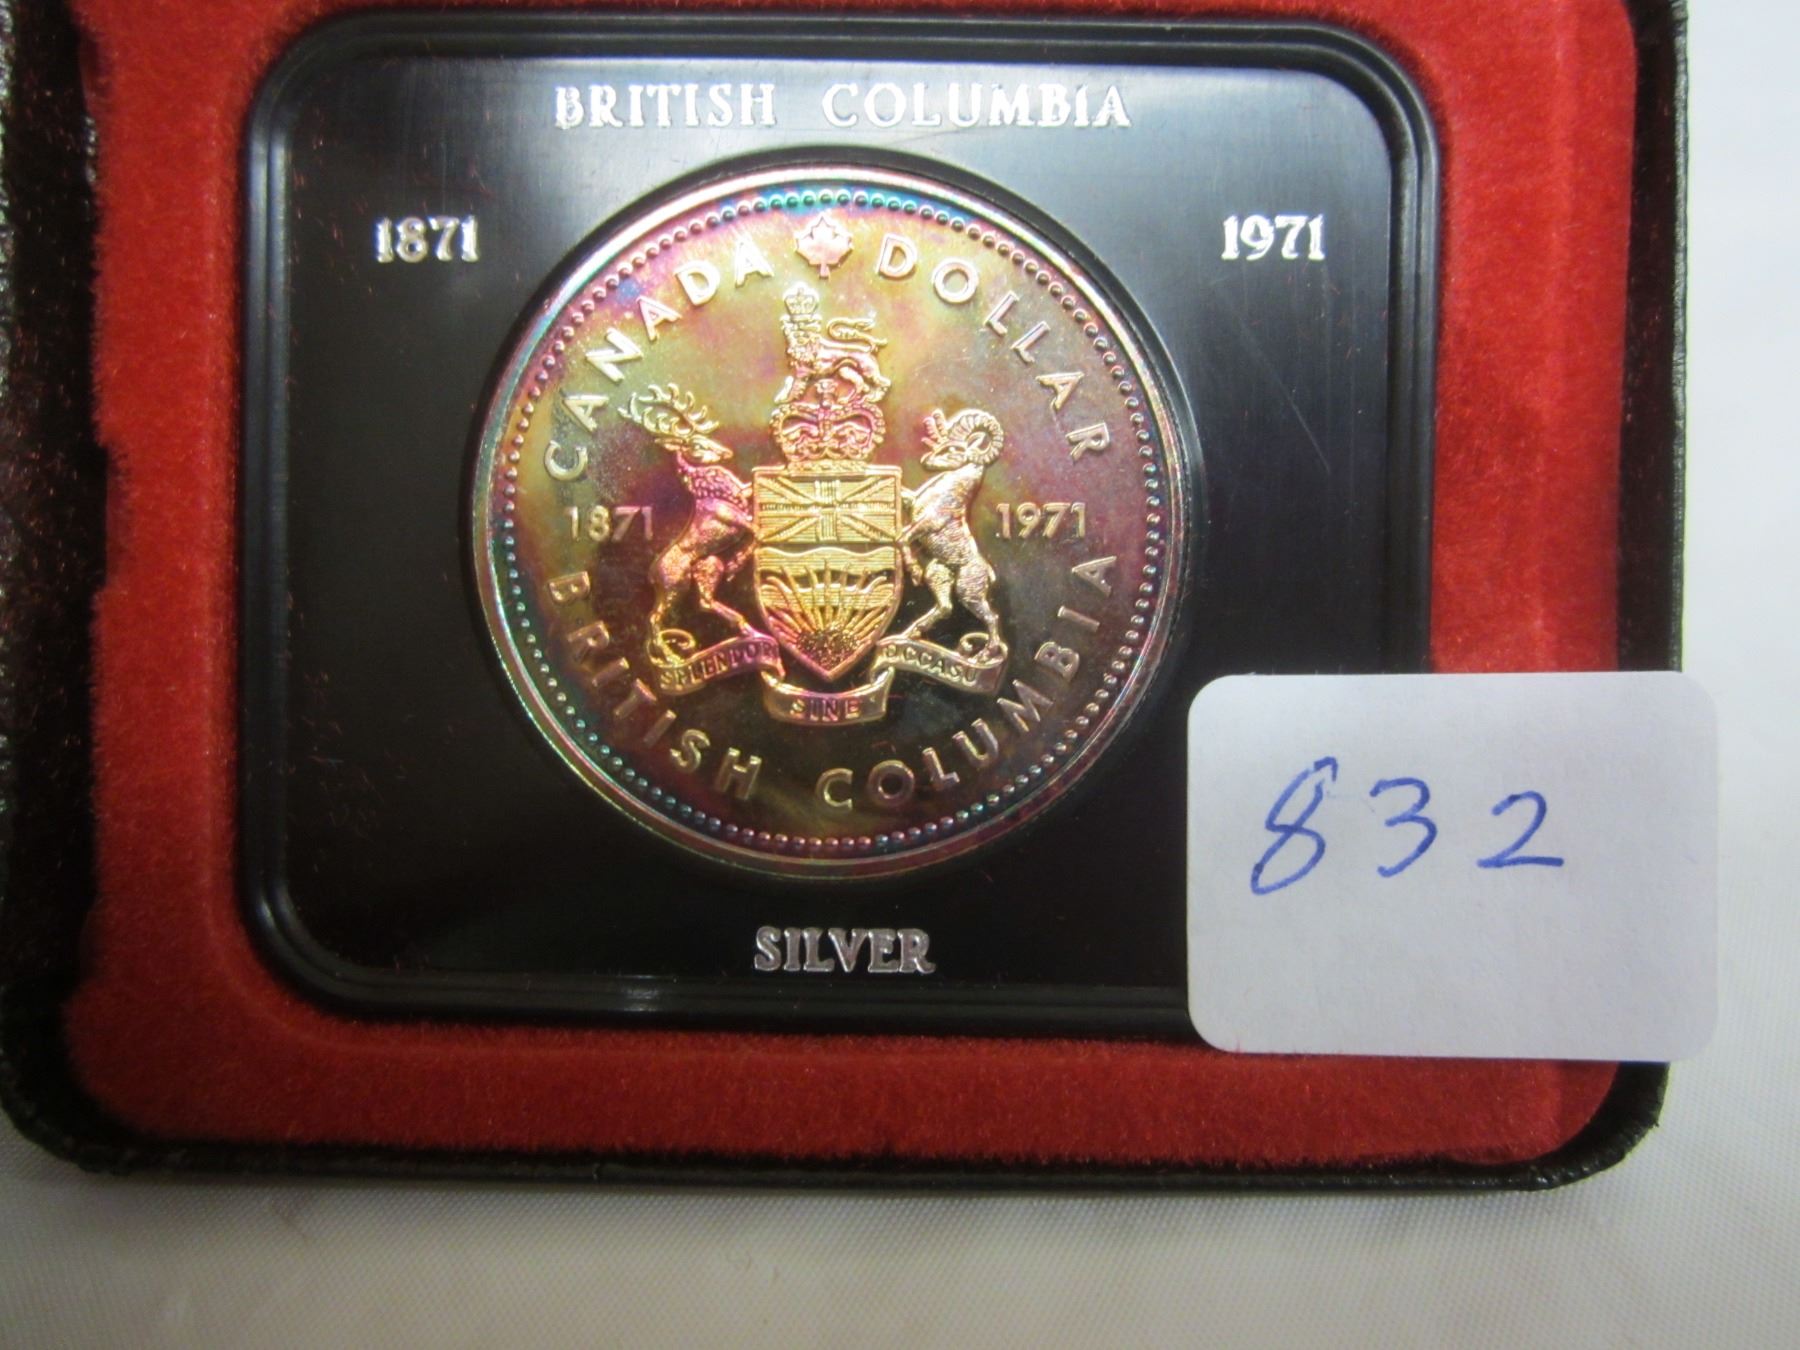 BRITISH COLUMBIA
1871 1971
CANADA DOLLAR
1871 1971
SPLENDOR SINE OCCASU
BRITISH COLUMBIA
SILVER
832